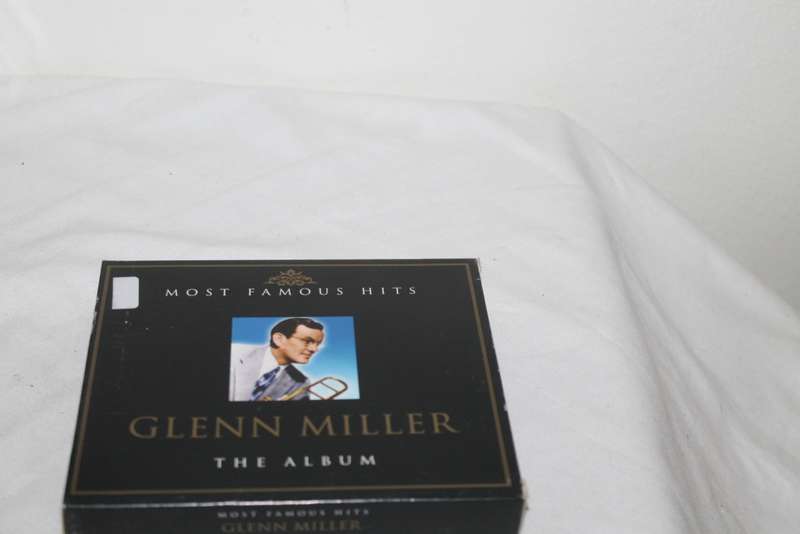 MOST FAMOUS HITS
GLENN MILLER
THE ALBUM
MOST FAMOUS HITS
GLENN MILLER